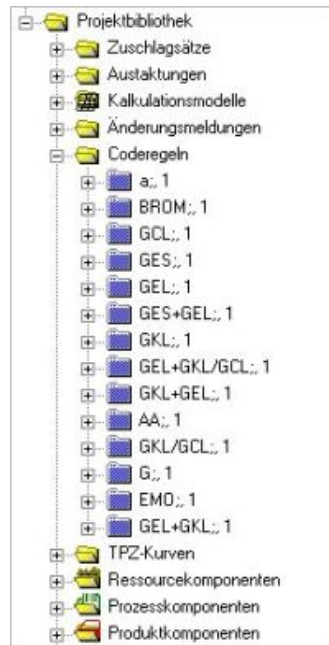 Projektbibliothek
Zuschlagsätze
Austaktungen
Kalkulationsmodelle
Änderungsmeldungen
Coderegeln
a;, 1
BROM;, 1
GCL;, 1
GES;, 1
GEL;, 1
GES+GEL;, 1
GKL;, 1
GEL+GKL/GCL;, 1
GKL+GEL;, 1
AA;, 1
GKL/GCL;, 1
G;, 1
EMO;, 1
GEL+GKL;, 1
TPZ-Kurven
Ressourcekomponenten
Prozesskomponenten
Produktkomponenten